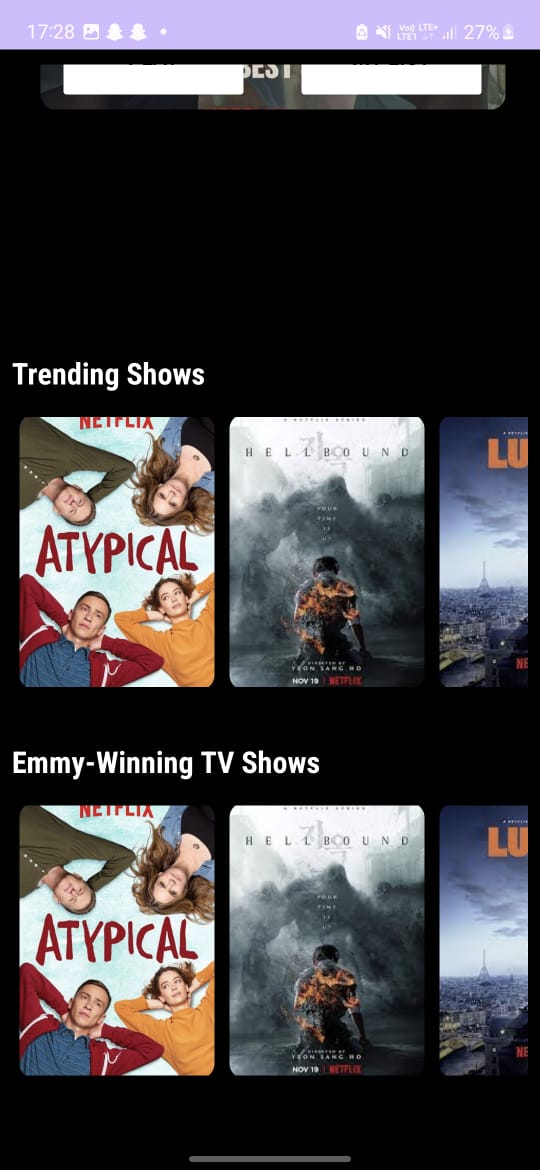 17:28
Vo) LTE+
LTE1
27%
BEST
Trending Shows
NETFLIX
ATYPICAL
A NETFLIX SERIES
지옥
HELLBOUND
YOUR
TIME
IS
UP
DIRECTED BY
YEON SANG HO
NOV 19 | NETFLIX
LU
NE
Emmy-Winning TV Shows
NETFLIX
ATYPICAL
A NETFLIX SERIES
지옥
HELLBOUND
YOUR
TIME
IS
UP
DIRECTED BY
YEON SANG HO
NOV 19 | NETFLIX
LU
NE